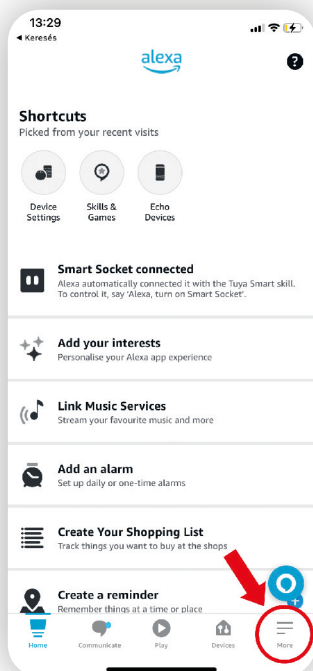 13:29
◀ Keresés
alexa
?
Shortcuts
Picked from your recent visits
Device
Settings
Skills &
Games
Echo
Devices
Smart Socket connected
Alexa automatically connected it with the Tuya Smart skill.
To control it, say 'Alexa, turn on Smart Socket'.
Add your interests
Personalise your Alexa app experience
Link Music Services
Stream your favourite music and more
Add an alarm
Set up daily or one-time alarms
Create Your Shopping List
Track things you want to buy at the shops
Create a reminder
Remember things at a time or place
Home
Communicate
Play
Devices
More